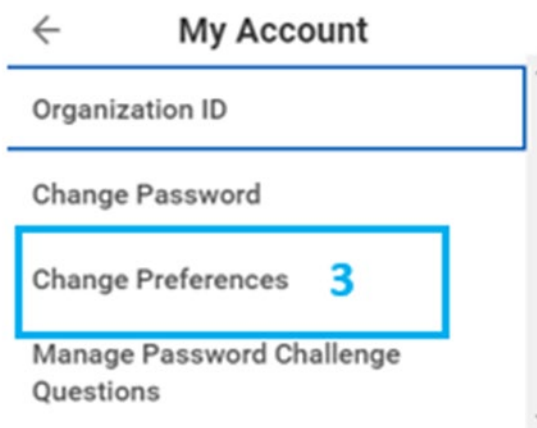 My Account
Organization ID
Change Password
Change Preferences 3
Manage Password Challenge
Questions